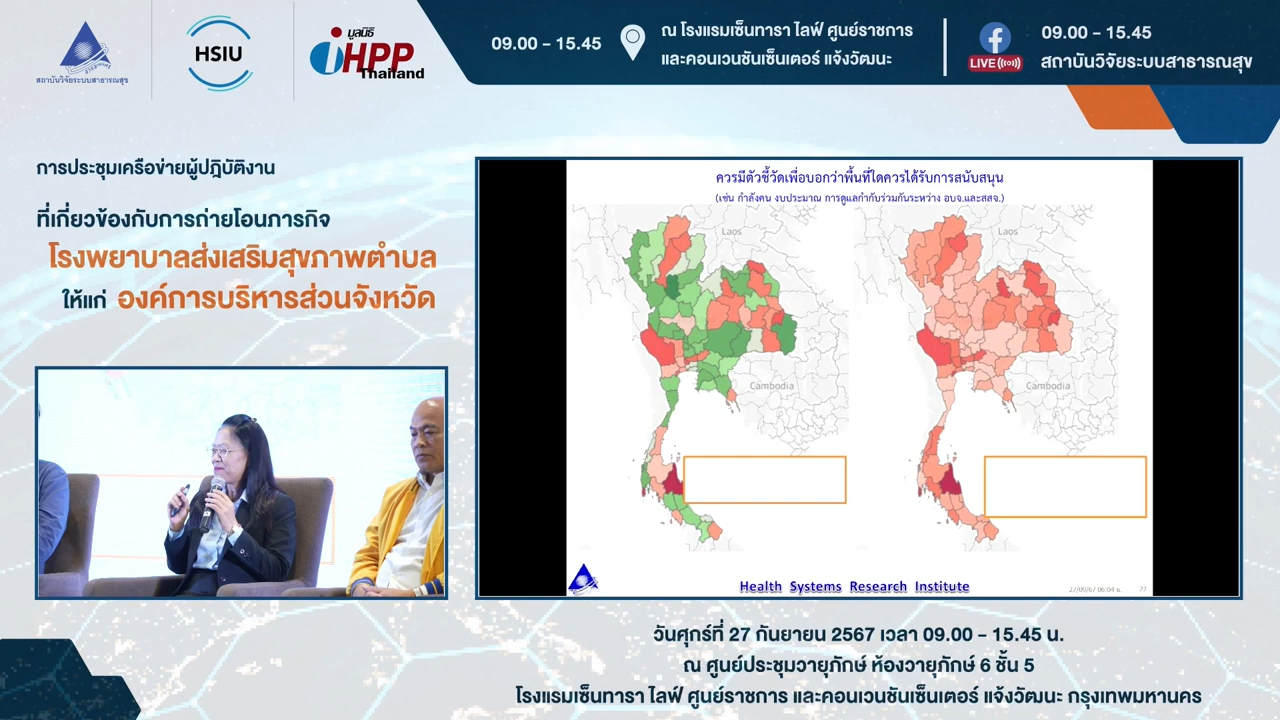 สถาบันวิจัยระบบสาธารณสุข
HSIU
มูลนิธิ
iHPP
Thailand
09.00 - 15.45
ณ โรงแรมเซ็นทารา ไลฟ์ ศูนย์ราชการ
และคอนเวนชันเซ็นเตอร์ แจ้งวัฒนะ
LIVE
09.00 - 15.45
สถาบันวิจัยระบบสาธารณสุข
การประชุมเครือข่ายผู้ปฏิบัติงาน
ที่เกี่ยวข้องกับการถ่ายโอนภารกิจ
โรงพยาบาลส่งเสริมสุขภาพตำบล
ให้แก่ องค์การบริหารส่วนจังหวัด
ควรมีตัวชี้วัดเพื่อบอกว่าพื้นที่ใดควรได้รับการสนับสนุน
(เช่น กำลังคน งบประมาณ การดูแลกำกับร่วมกันระหว่าง อบจ.และสสจ.)
Laos
Laos
Cambodia
Cambodia
Health Systems Research Institute
27/09/67 06:04 น.
77
วันศุกร์ที่ 27 กันยายน 2567 เวลา 09.00 - 15.45 น.
ณ ศูนย์ประชุมวายุภักษ์ ห้องวายุภักษ์ 6 ชั้น 5
โรงแรมเซ็นทารา ไลฟ์ ศูนย์ราชการ และคอนเวนชันเซ็นเตอร์ แจ้งวัฒนะ กรุงเทพมหานคร